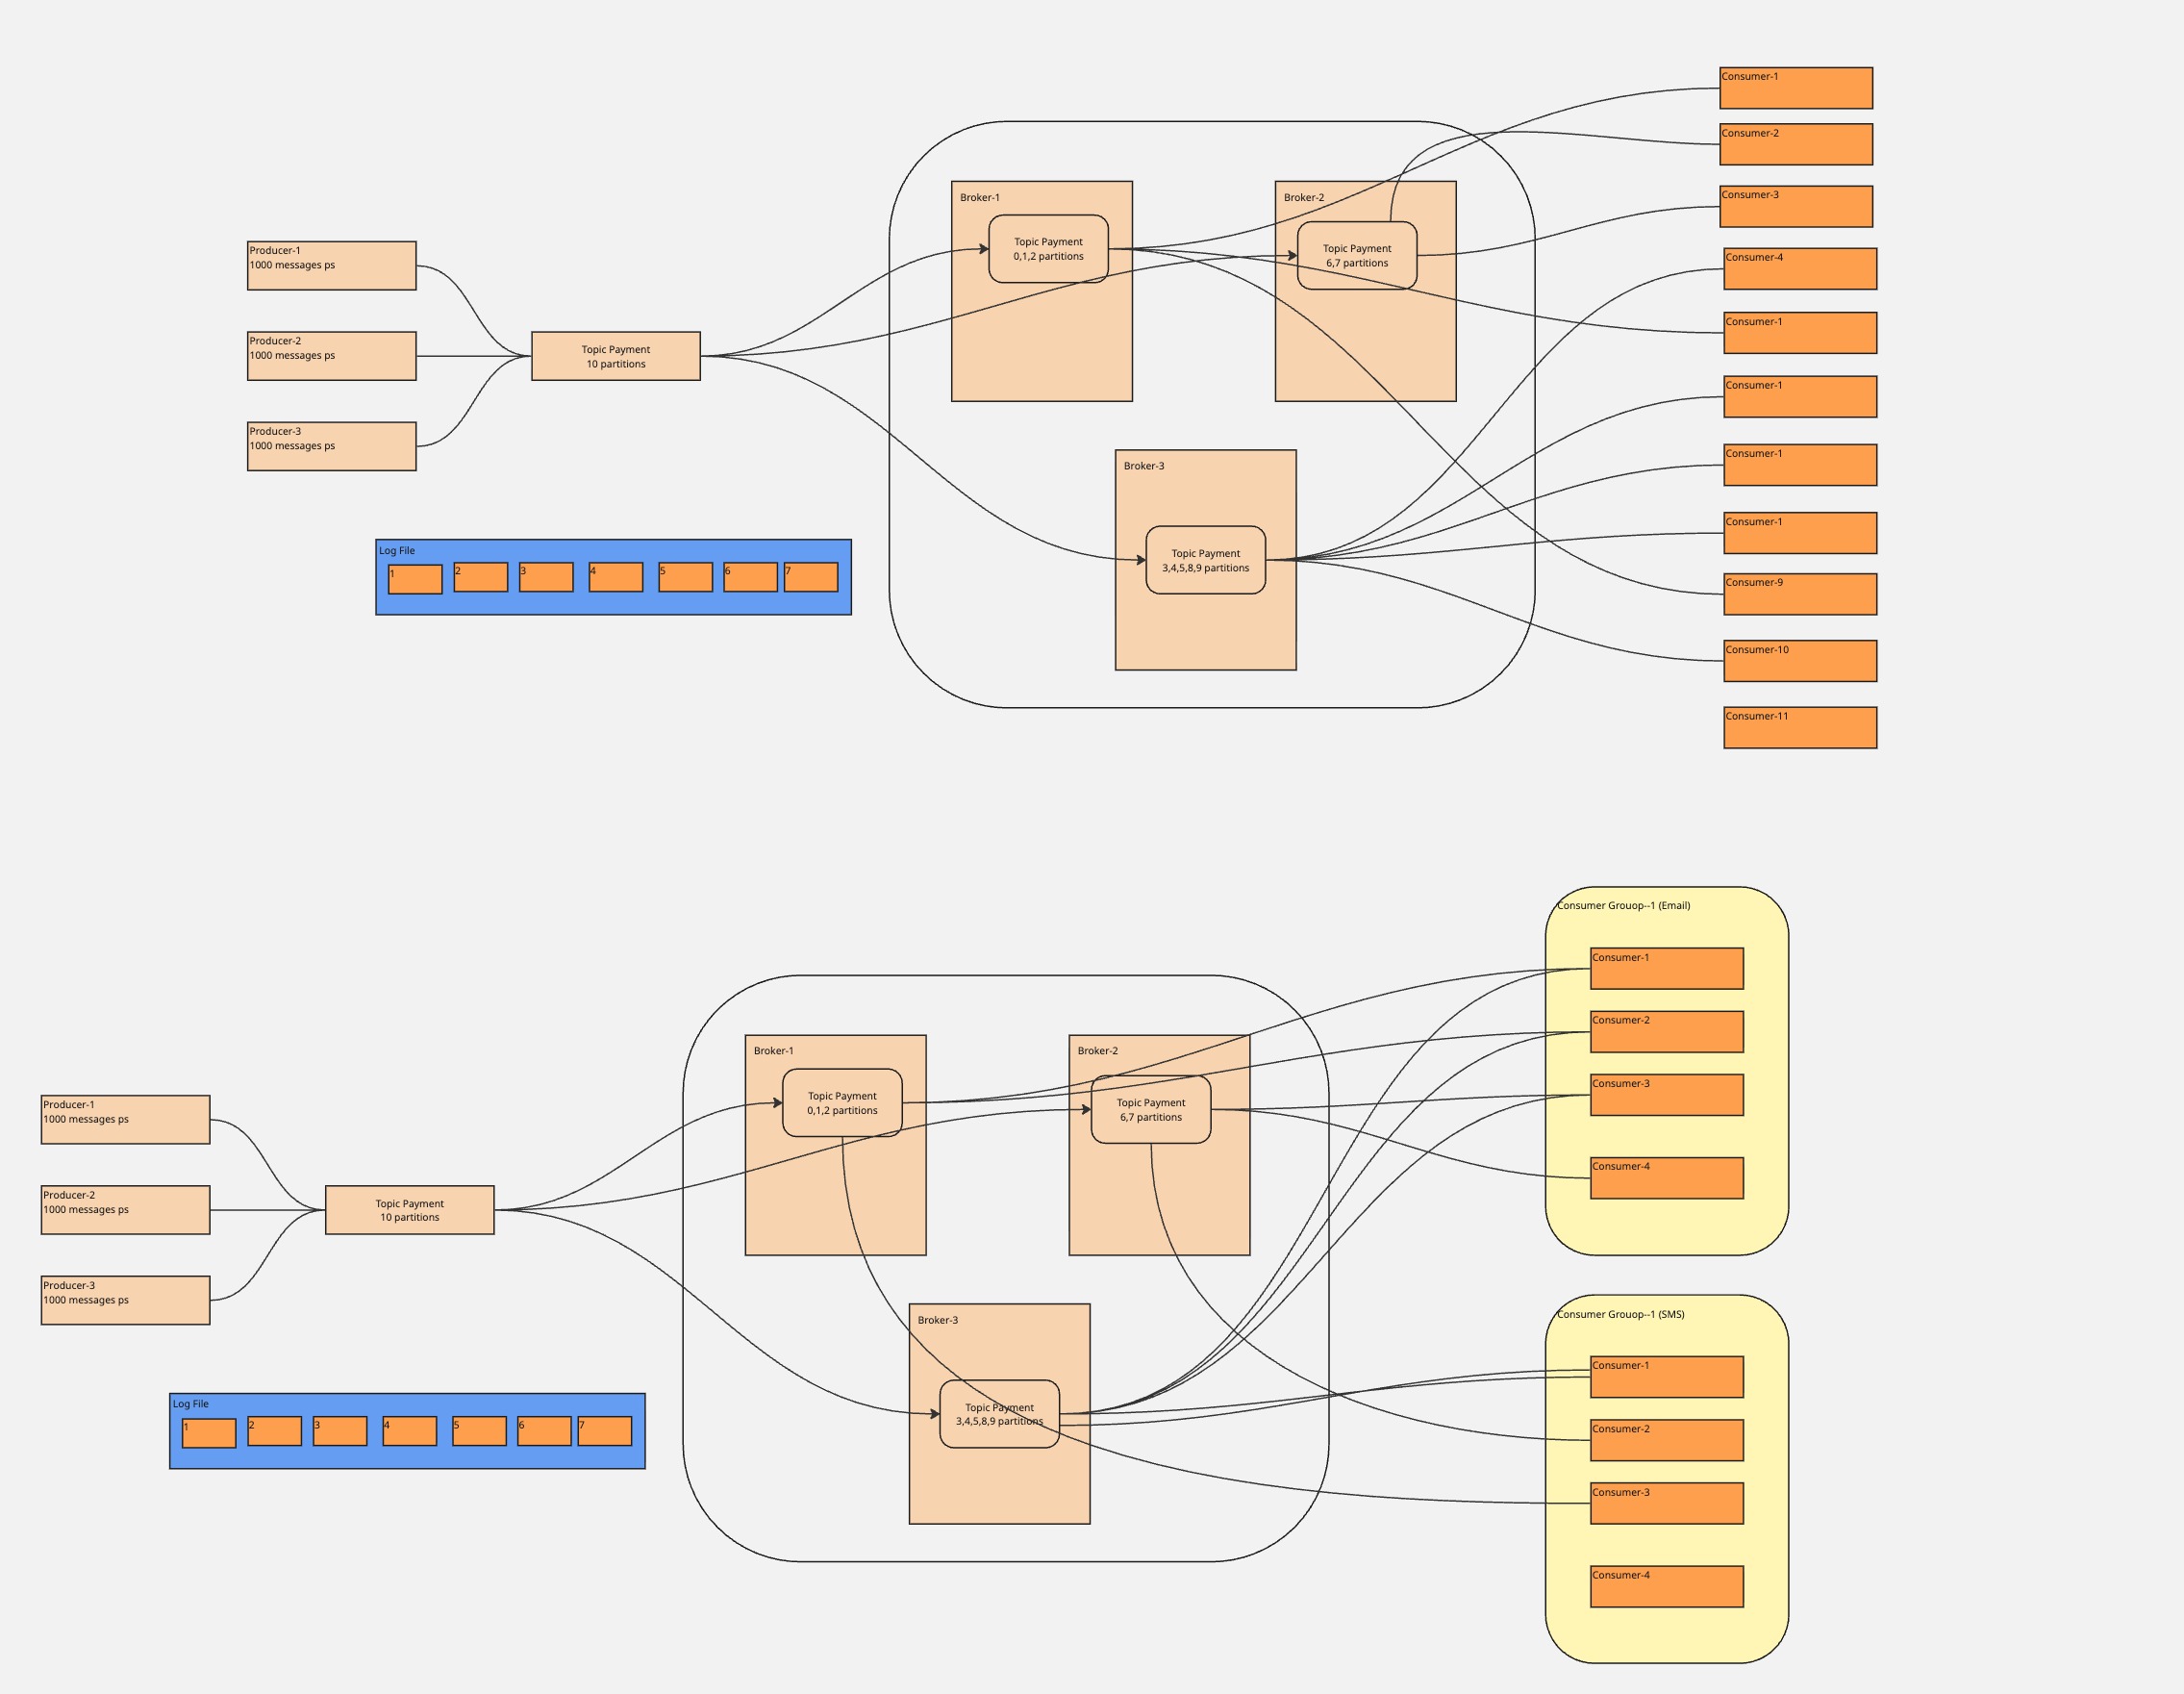 Consumer-1
Consumer-2
Consumer-3
Consumer-4
Consumer-1
Consumer-1
Consumer-1
Consumer-1
Consumer-9
Consumer-10
Consumer-11
Broker-1
Topic Payment
0,1,2 partitions
Broker-2
Topic Payment
6,7 partitions
Producer-1
1000 messages ps
Producer-2
1000 messages ps
Producer-3
1000 messages ps
Topic Payment
10 partitions
Broker-3
Topic Payment
3,4,5,8,9 partitions
Log File
1 2 3 4 5 6 7
Consumer Grouop--1 (Email)
Consumer-1
Consumer-2
Consumer-3
Consumer-4
Broker-1
Topic Payment
0,1,2 partitions
Broker-2
Topic Payment
6,7 partitions
Producer-1
1000 messages ps
Producer-2
1000 messages ps
Producer-3
1000 messages ps
Topic Payment
10 partitions
Broker-3
Topic Payment
3,4,5,8,9 partitions
Consumer Grouop--1 (SMS)
Consumer-1
Consumer-2
Consumer-3
Consumer-4
Log File
1 2 3 4 5 6 7